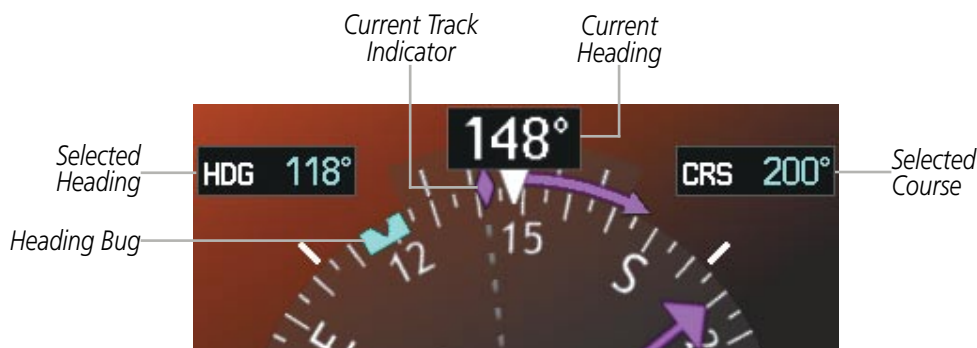 Current Track
Indicator
Current
Heading
148°
Selected
Heading
HDG 118°
CRS 200°
Selected
Course
Heading Bug
12
15
S
E